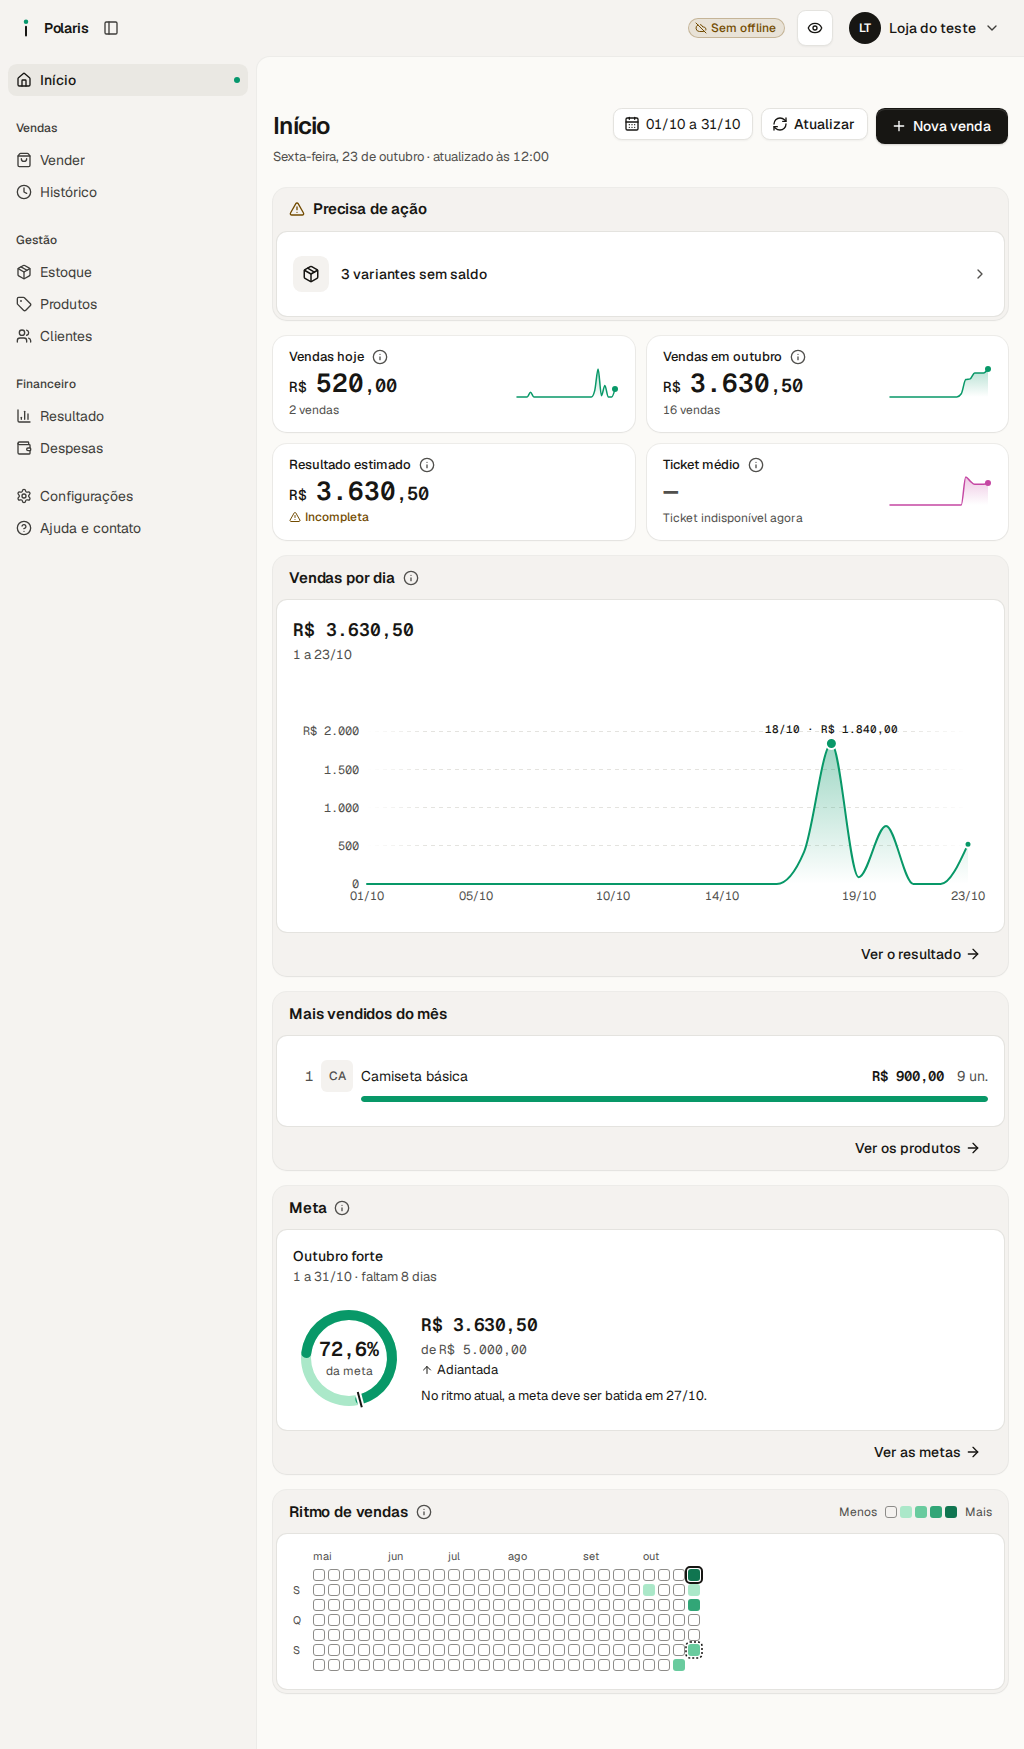 Polaris
Sem offline
LT
Loja do teste
Início
Vendas
Vender
Histórico
Gestão
Estoque
Produtos
Clientes
Financeiro
Resultado
Despesas
Configurações
Ajuda e contato
Início
01/10 a 31/10
Atualizar
Nova venda
Sexta-feira, 23 de outubro · atualizado às 12:00
Precisa de ação
3 variantes sem saldo
Vendas hoje
R$ 520,00
2 vendas
Vendas em outubro
R$ 3.630,50
16 vendas
Resultado estimado
R$ 3.630,50
Incompleta
Ticket médio
—
Ticket indisponível agora
Vendas por dia
R$ 3.630,50
1 a 23/10
18/10 · R$ 1.840,00
R$ 2.000
1.500
1.000
500
0
01/10 05/10 10/10 14/10 19/10 23/10
Ver o resultado
Mais vendidos do mês
1 CA Camiseta básica R$ 900,00 9 un.
Ver os produtos
Meta
Outubro forte
1 a 31/10 · faltam 8 dias
72,6%
da meta
R$ 3.630,50
de R$ 5.000,00
Adiantada
No ritmo atual, a meta deve ser batida em 27/10.
Ver as metas
Ritmo de vendas
Menos Mais
mai jun jul ago set out
S
Q
S